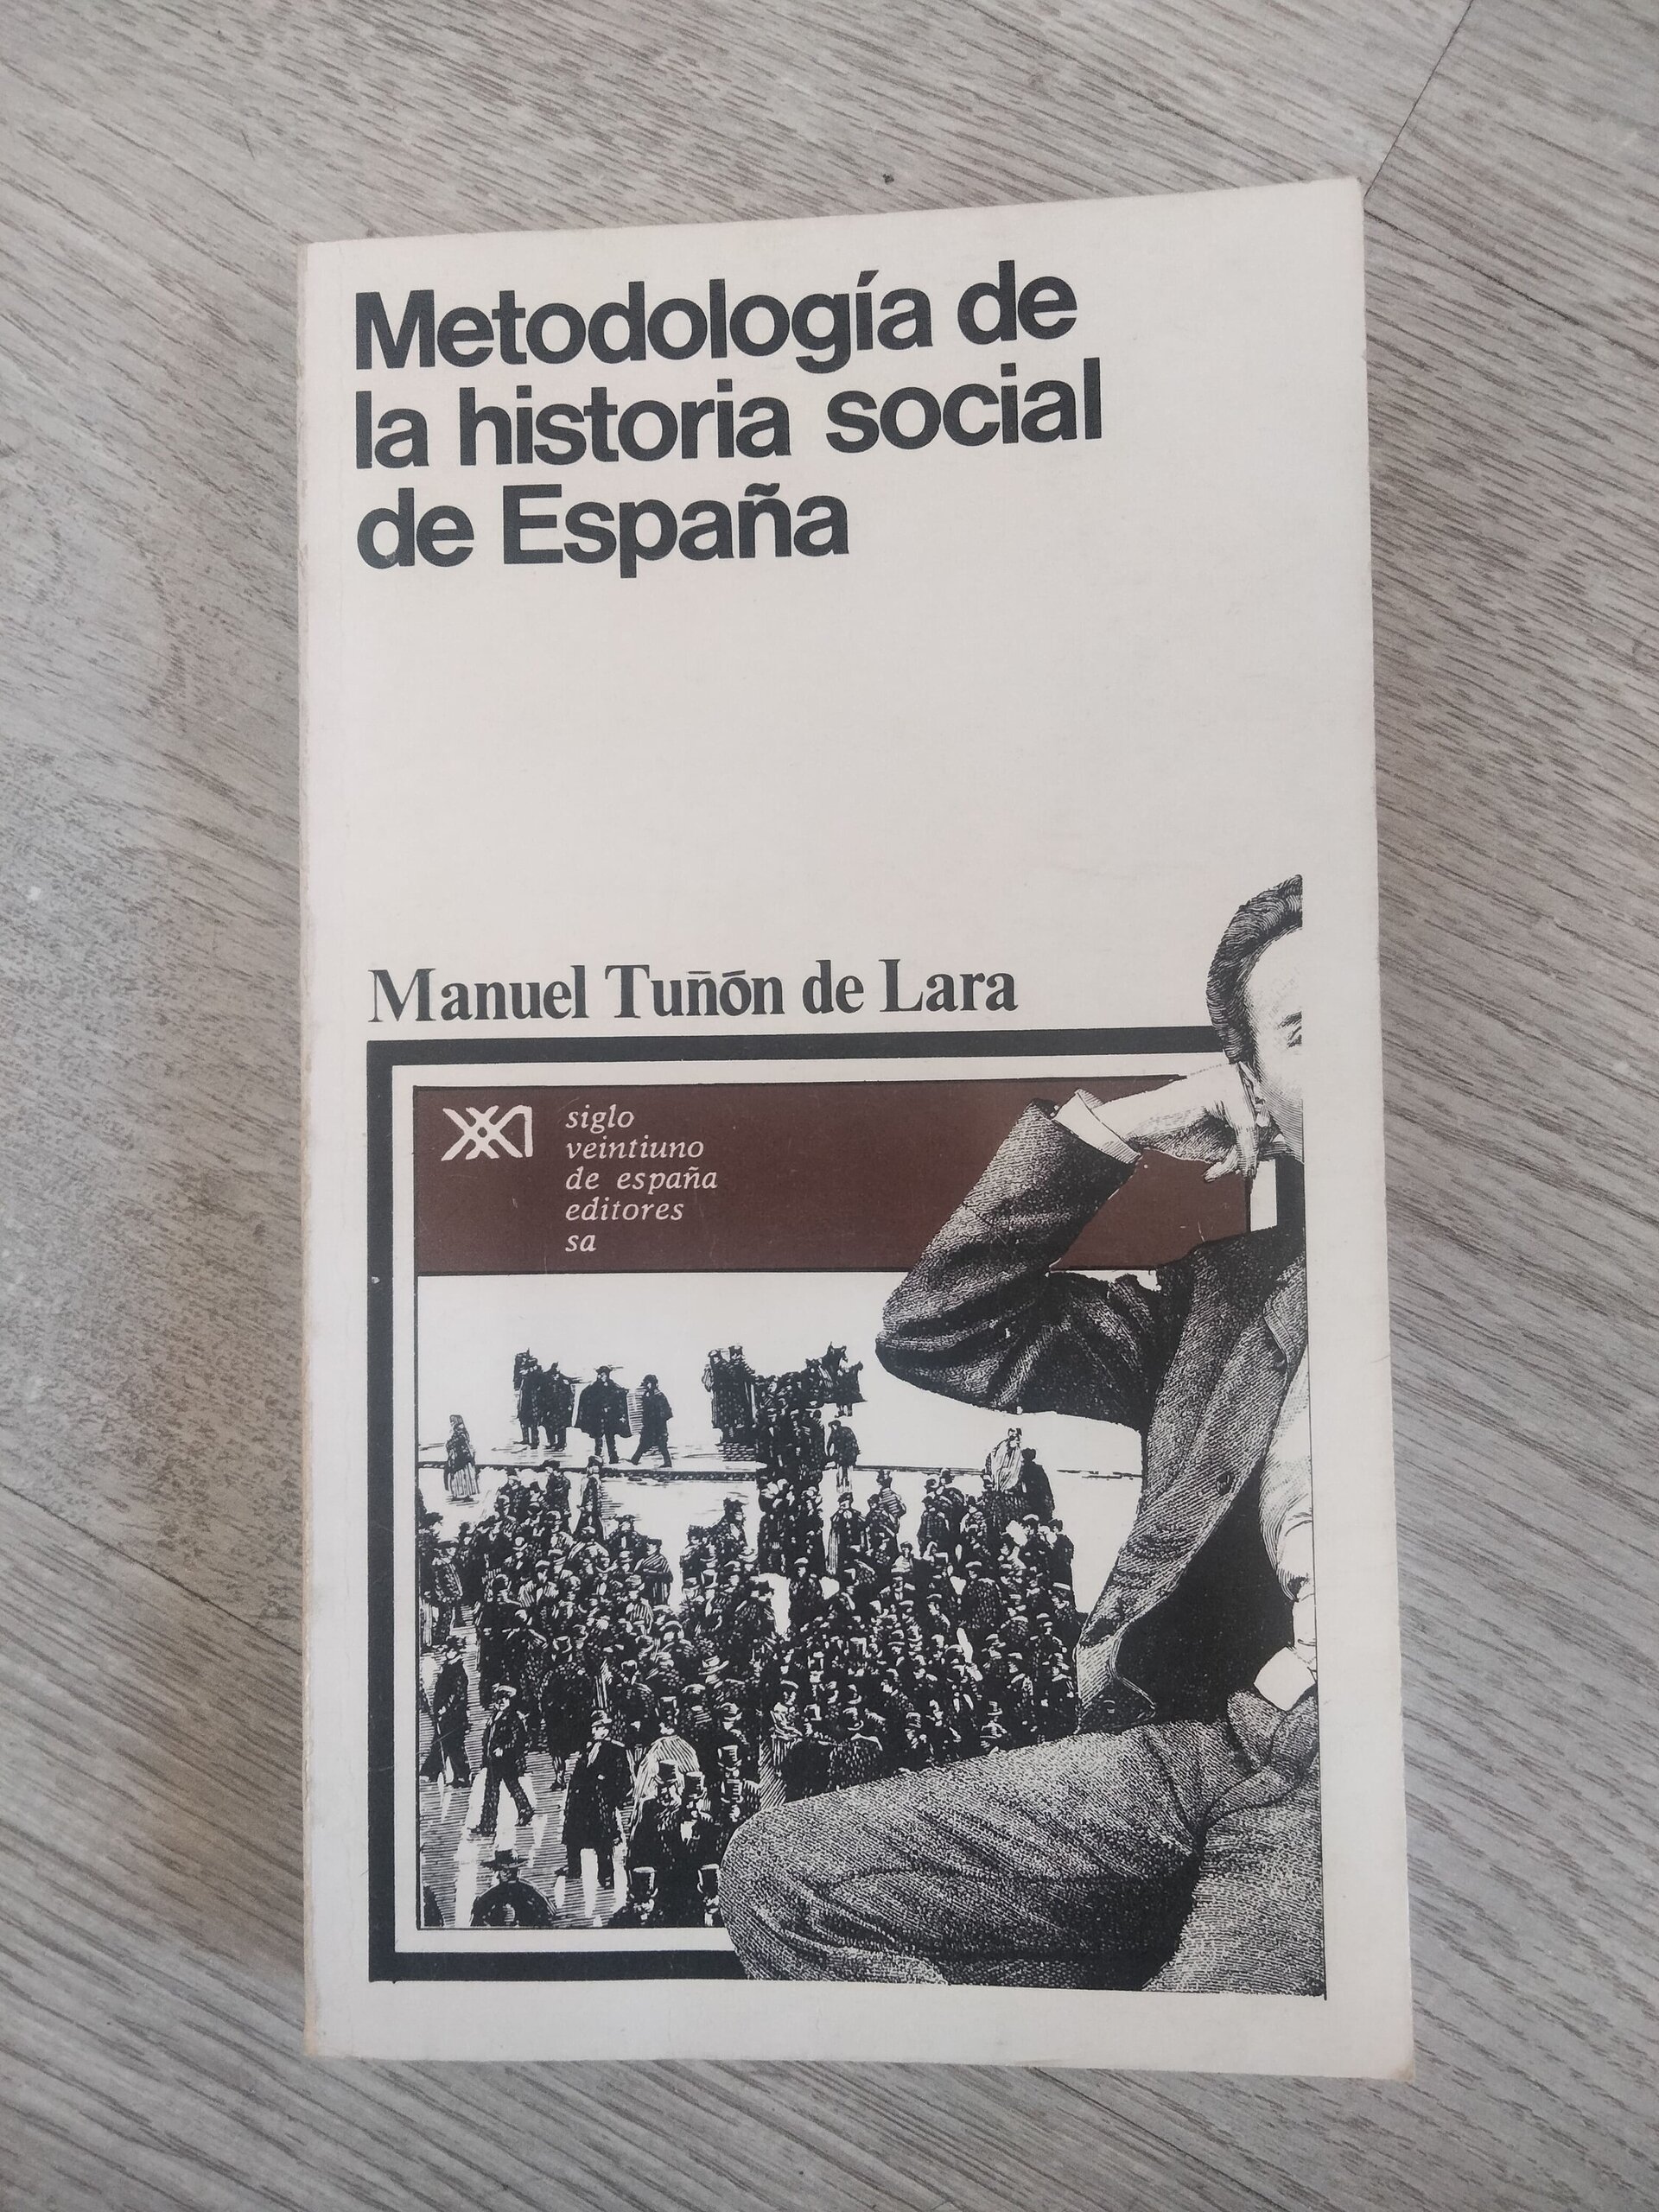 Metodología de
la historia social
de España
Manuel Tuñón de Lara
siglo
veintiuno
de españa
editores
sa